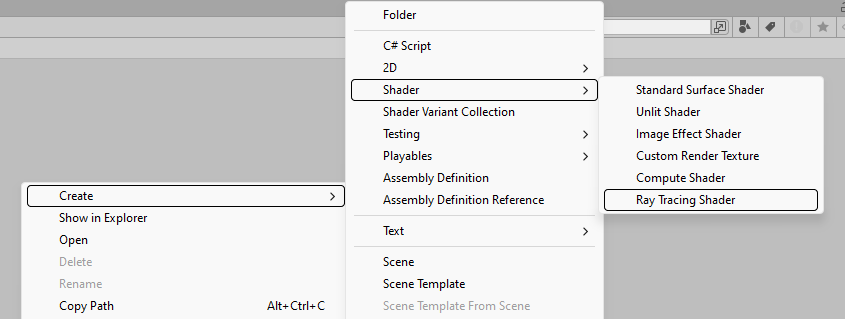 Folder
C# Script
2D
Shader
Shader Variant Collection
Testing
Playables
Assembly Definition
Assembly Definition Reference
Text
Scene
Scene Template
Scene Template From Scene
Standard Surface Shader
Unlit Shader
Image Effect Shader
Custom Render Texture
Compute Shader
Ray Tracing Shader
Create
Show in Explorer
Open
Delete
Rename
Copy Path Alt+Ctrl+C